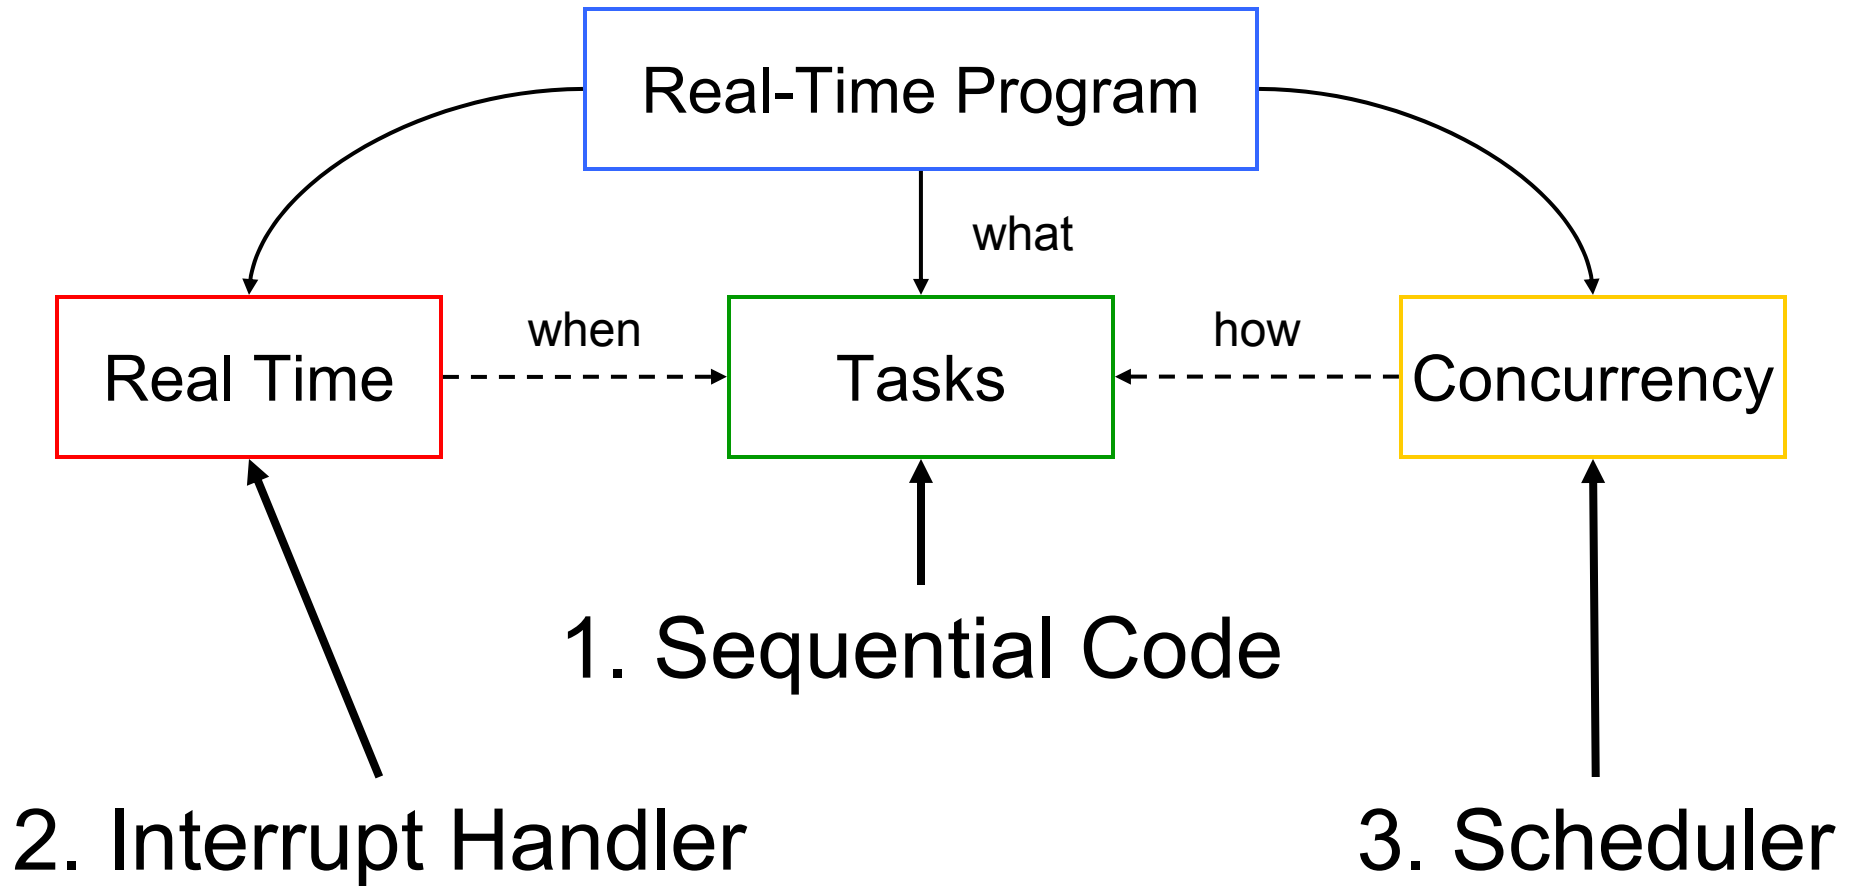 Real-Time Program
what
when
how
Real Time
Tasks
Concurrency
1. Sequential Code
2. Interrupt Handler
3. Scheduler